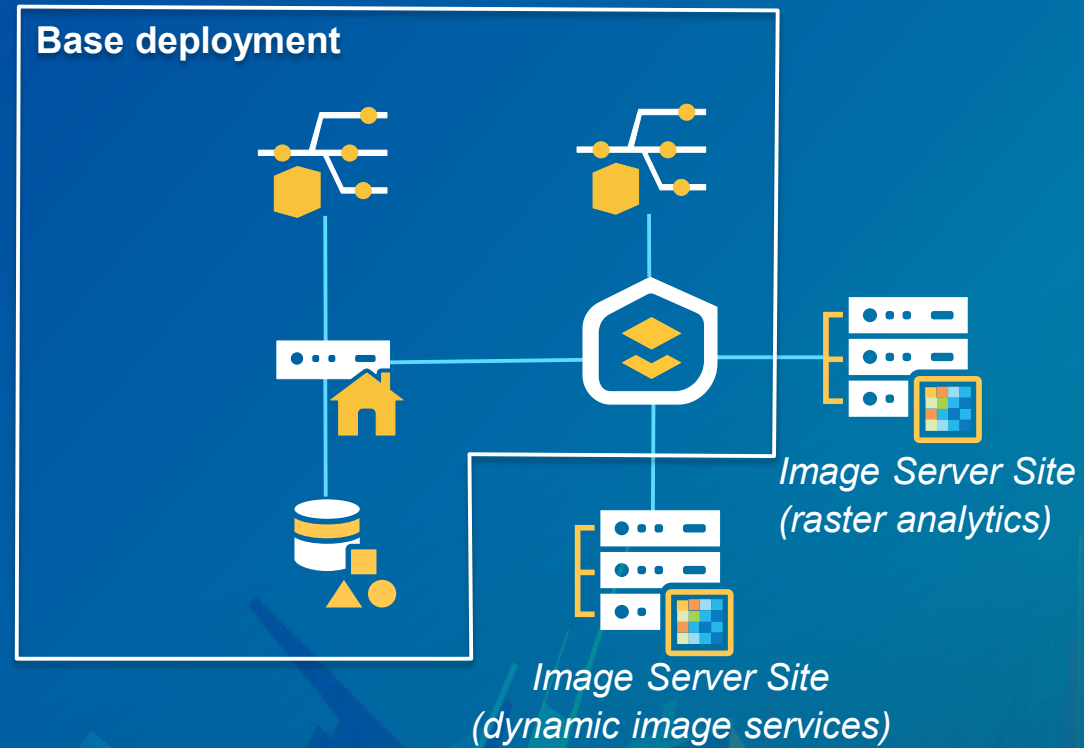 Base deployment
Image Server Site
(raster analytics)
Image Server Site
(dynamic image services)